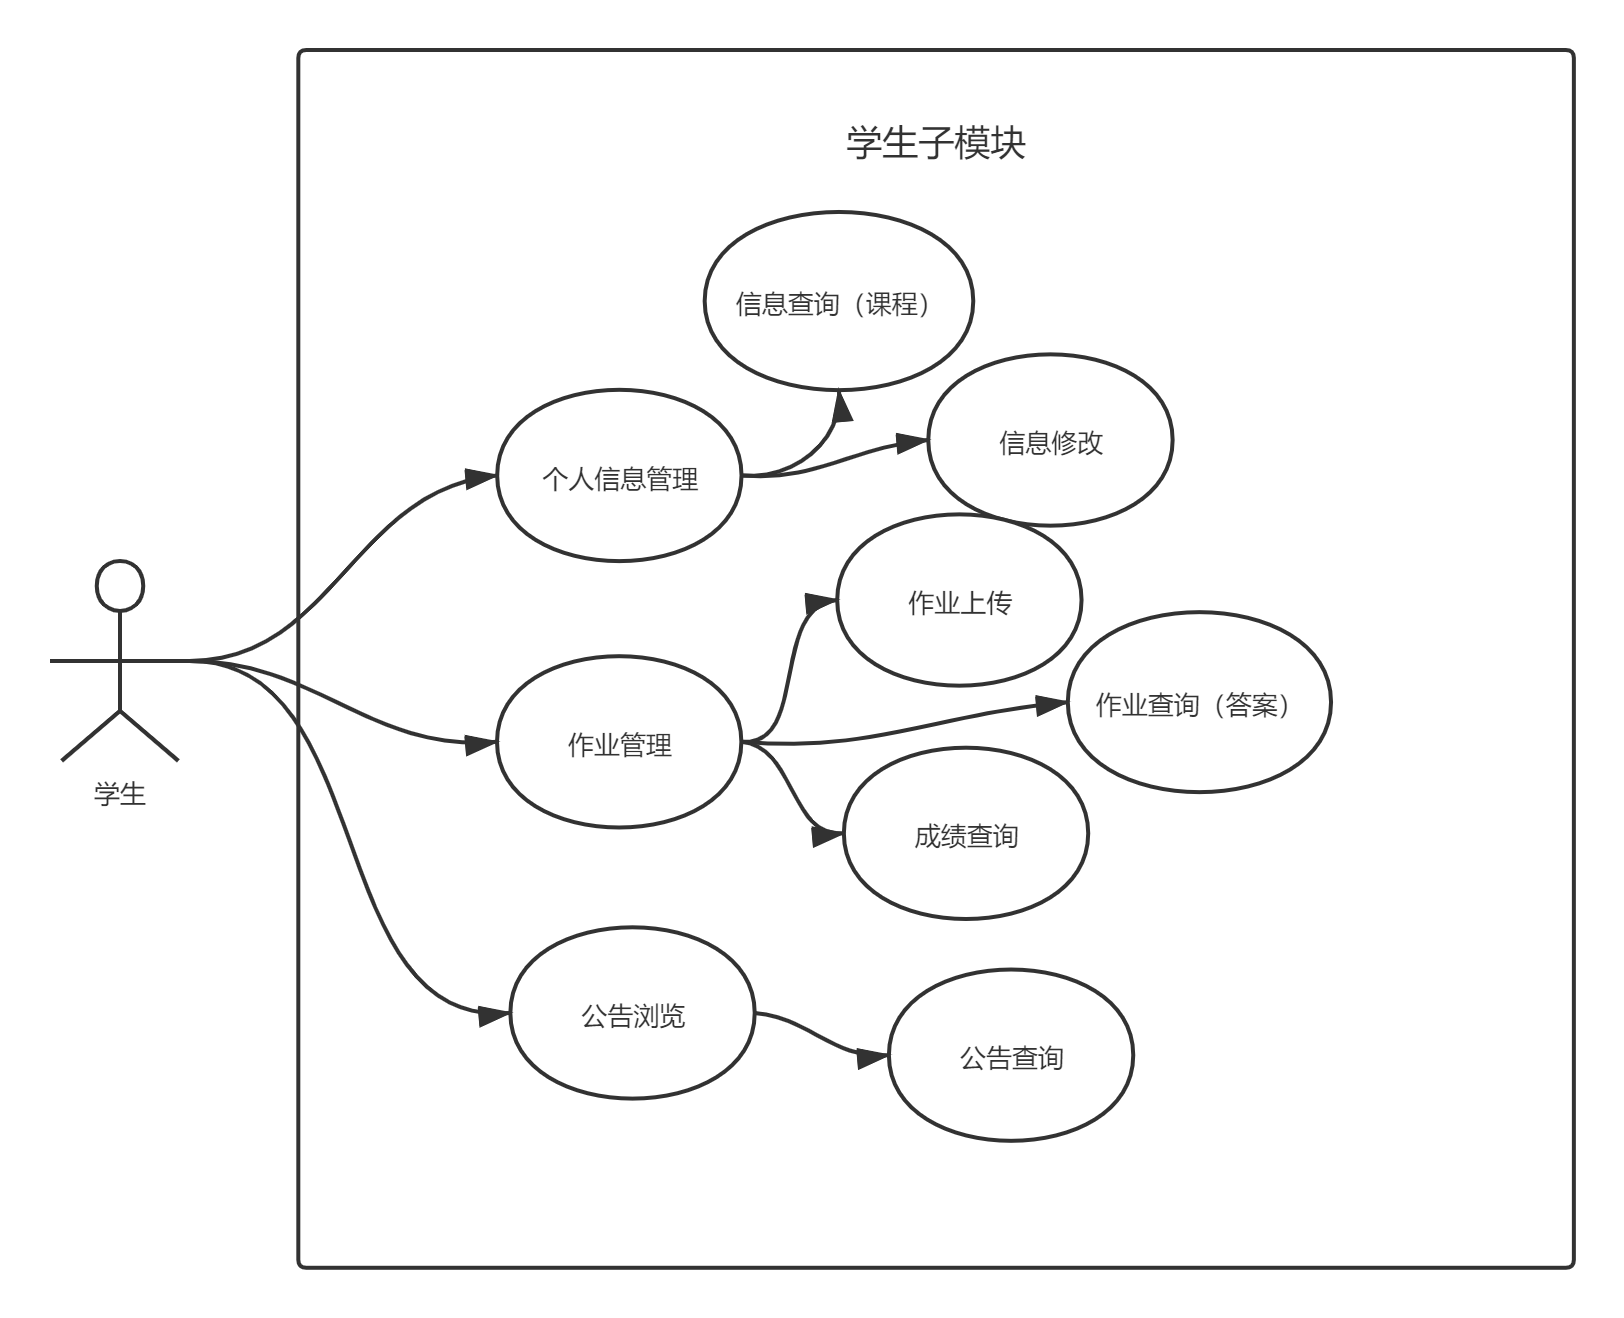 学生子模块
信息查询（课程）
信息修改
个人信息管理
作业上传
作业查询（答案）
作业管理
学生
成绩查询
公告浏览
公告查询